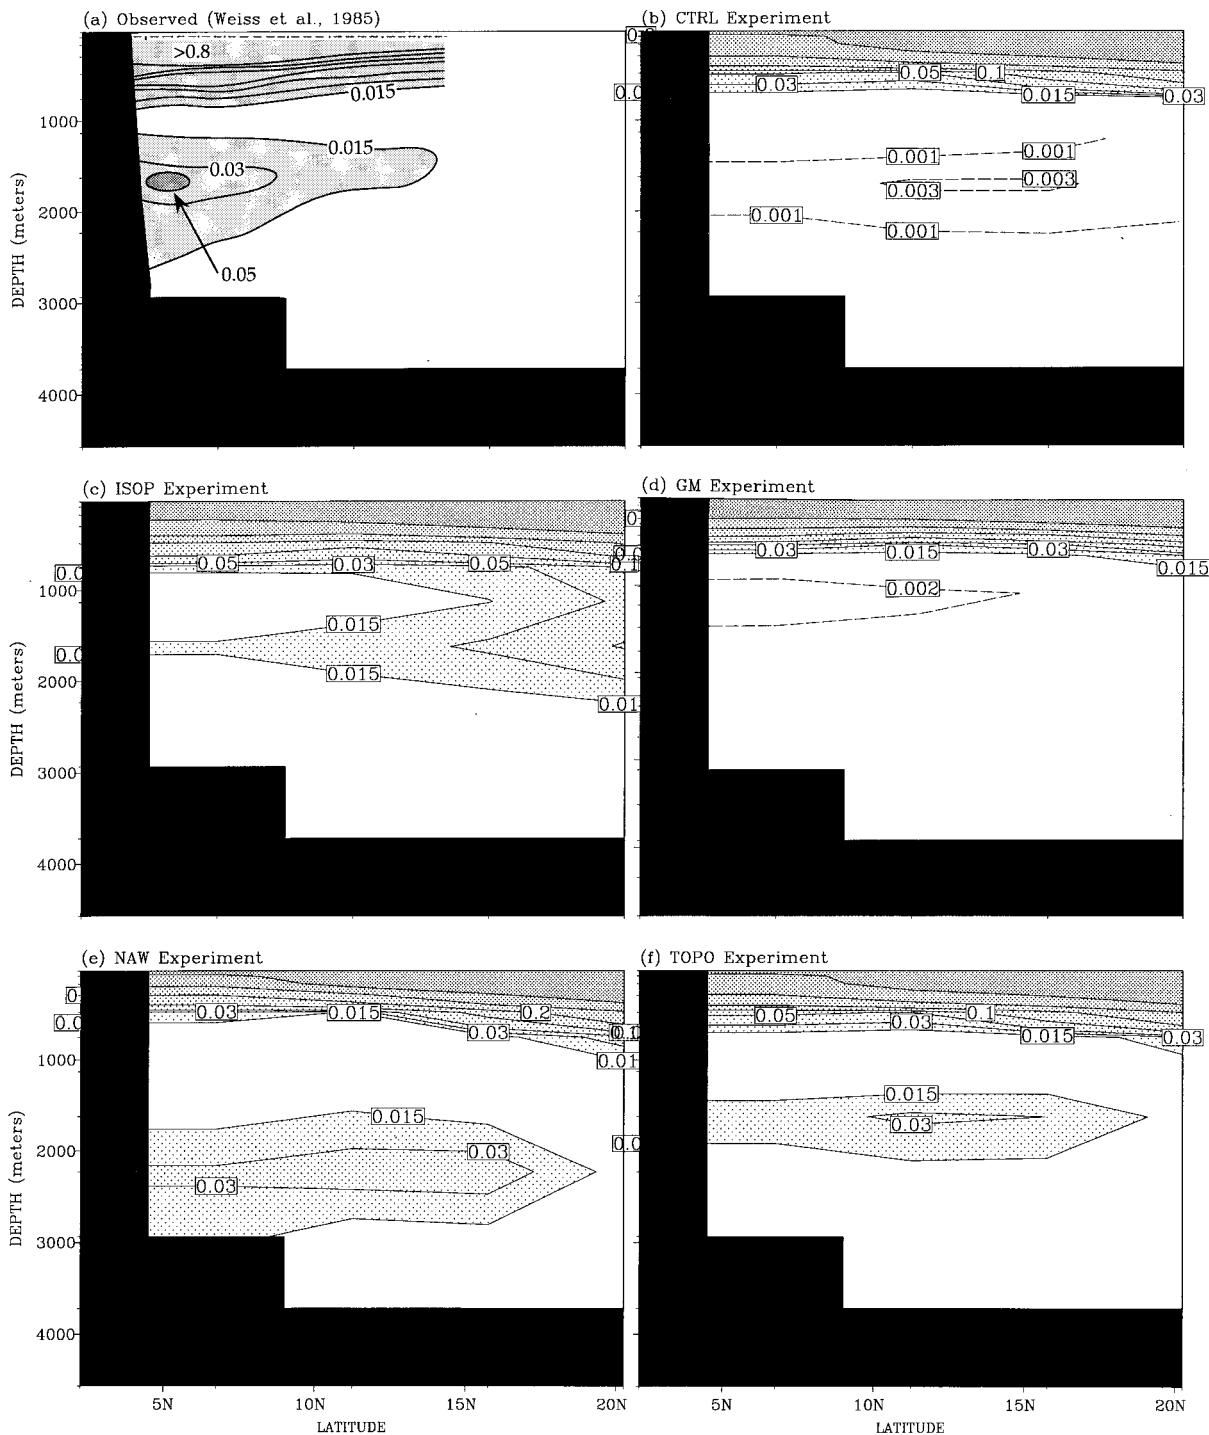 (a) Observed (Weiss et al., 1985)
>0.8
0.015
1000
0.015
0.03
2000
0.05
3000
4000
DEPTH (meters)
(b) CTRL Experiment
0.05
0.1
0.03
0.015
0.03
0.001
0.001
0.003
0.003
0.001
0.001
(c) ISOP Experiment
0.05
0.03
0.05
1000
0.015
0.015
2000
3000
4000
DEPTH (meters)
(d) GM Experiment
0.03
0.015
0.03
0.015
0.002
(e) NAW Experiment
0.03
0.015
0.2
0.03
1000
0.015
0.03
2000
0.03
3000
4000
DEPTH (meters)
5N
10N
15N
20N
LATITUDE
(f) TOPO Experiment
0.05
0.1
0.03
0.015
0.03
0.015
0.03
5N
10N
15N
20N
LATITUDE